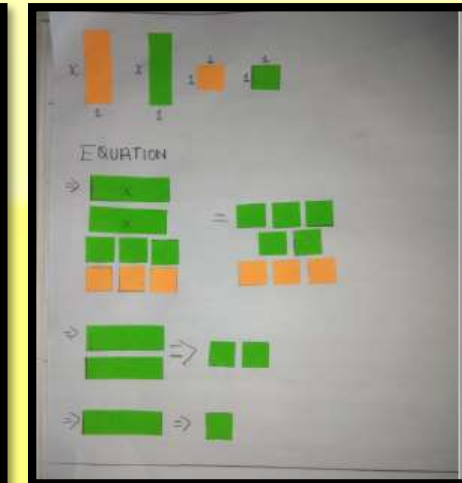 1 1
x x 1 1
1 1
EQUATION
⇒ x
x =
⇒ ⇒
⇒ ⇒